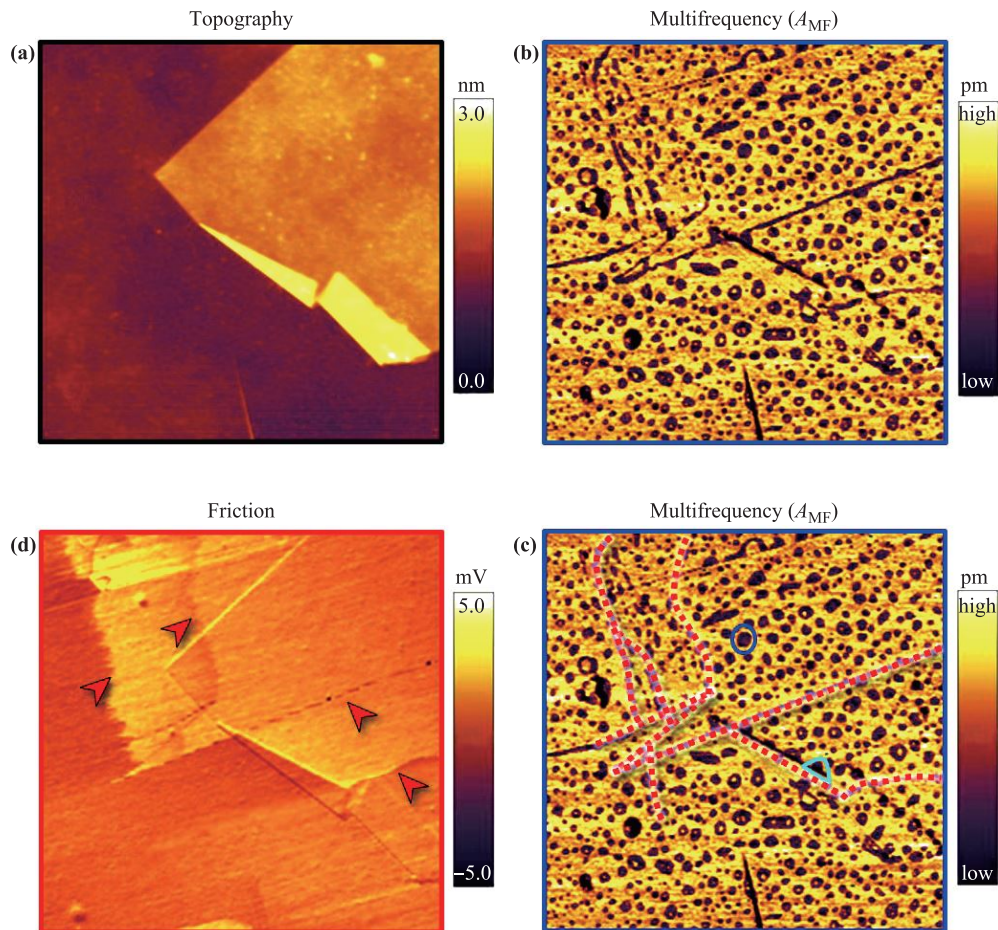 Topography
Multifrequency (AMF)
(a)
nm
3.0
0.0
(b)
pm
high
low
Friction
Multifrequency (AMF)
(d)
mV
5.0
−5.0
(c)
pm
high
low